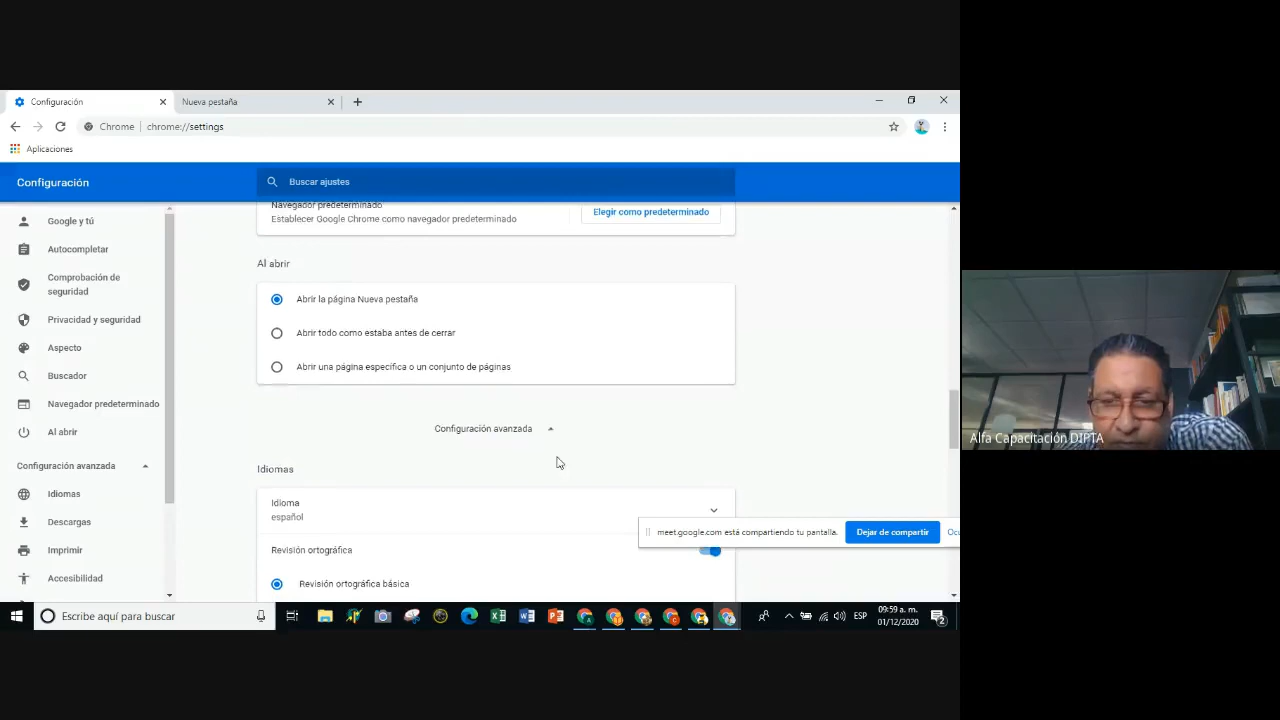 Configuración
Nueva pestaña
Chrome
chrome://settings
Aplicaciones
Configuración
Buscar ajustes
Google y tú
Autocompletar
Comprobación de
seguridad
Privacidad y seguridad
Aspecto
Buscador
Navegador predeterminado
Al abrir
Configuración avanzada
Idiomas
Descargas
Imprimir
Accesibilidad
Navegador predeterminado
Establecer Google Chrome como navegador predeterminado
Elegir como predeterminado
Al abrir
Abrir la página Nueva pestaña
Abrir todo como estaba antes de cerrar
Abrir una página específica o un conjunto de páginas
Configuración avanzada
Idiomas
Idioma
español
Revisión ortográfica
Revisión ortográfica básica
meet.google.com está compartiendo tu pantalla.
Dejar de compartir
Ocu
Alfa Capacitación DIPTA
Escribe aquí para buscar
ESP
09:59 a. m.
01/12/2020
2